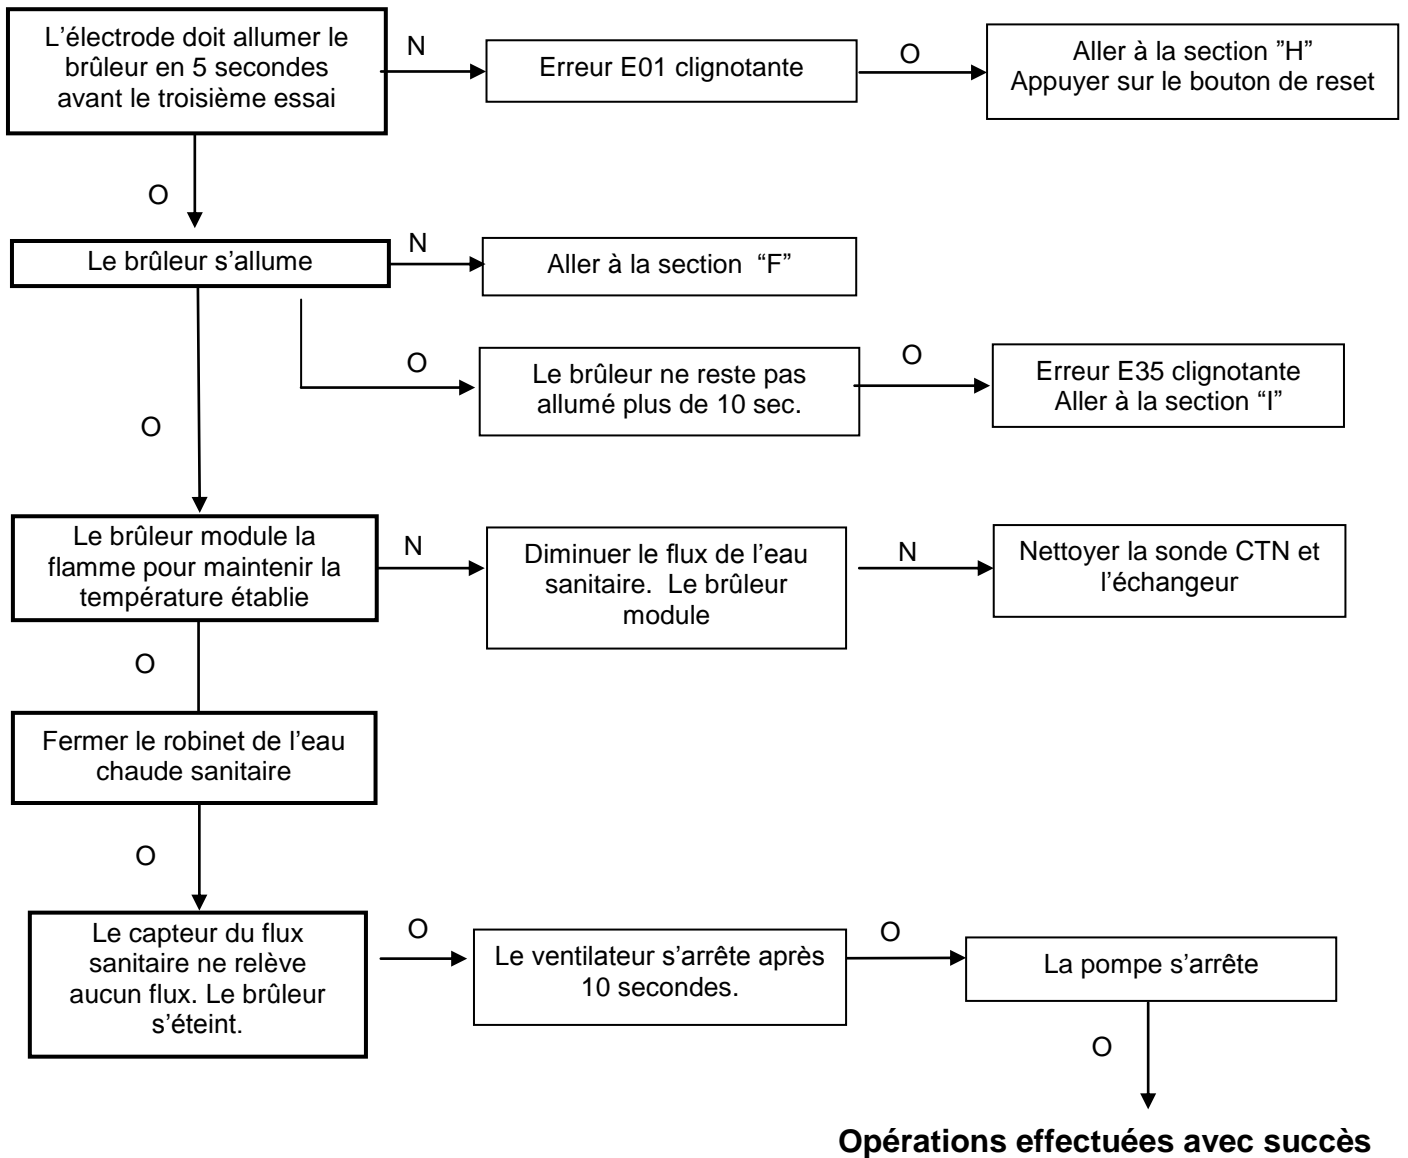 L’électrode doit allumer le
brûleur en 5 secondes
avant le troisième essai
N
Erreur E01 clignotante
O
Aller à la section ”H”
Appuyer sur le bouton de reset
O
Le brûleur s’allume
N
Aller à la section “F”
O
Le brûleur ne reste pas
allumé plus de 10 sec.
O
Erreur E35 clignotante
Aller à la section “I”
O
Le brûleur module la
flamme pour maintenir la
température établie
N
Diminuer le flux de l’eau
sanitaire. Le brûleur
module
N
Nettoyer la sonde CTN et
l’échangeur
O
Fermer le robinet de l’eau
chaude sanitaire
O
Le capteur du flux
sanitaire ne relève
aucun flux. Le brûleur
s’éteint.
O
Le ventilateur s’arrête après
10 secondes.
O
La pompe s’arrête
O
Opérations effectuées avec succès